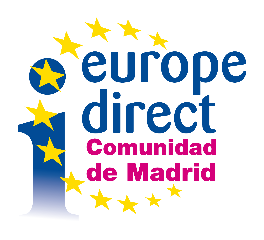 i europe
direct
Comunidad
de Madrid